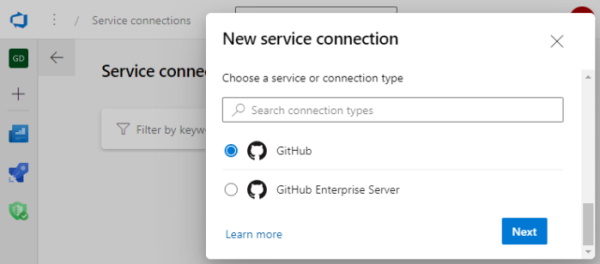 / Service connections
GD
Service connec
Filter by keyw
New service connection
Choose a service or connection type
Search connection types
GitHub
GitHub Enterprise Server
Learn more
Next